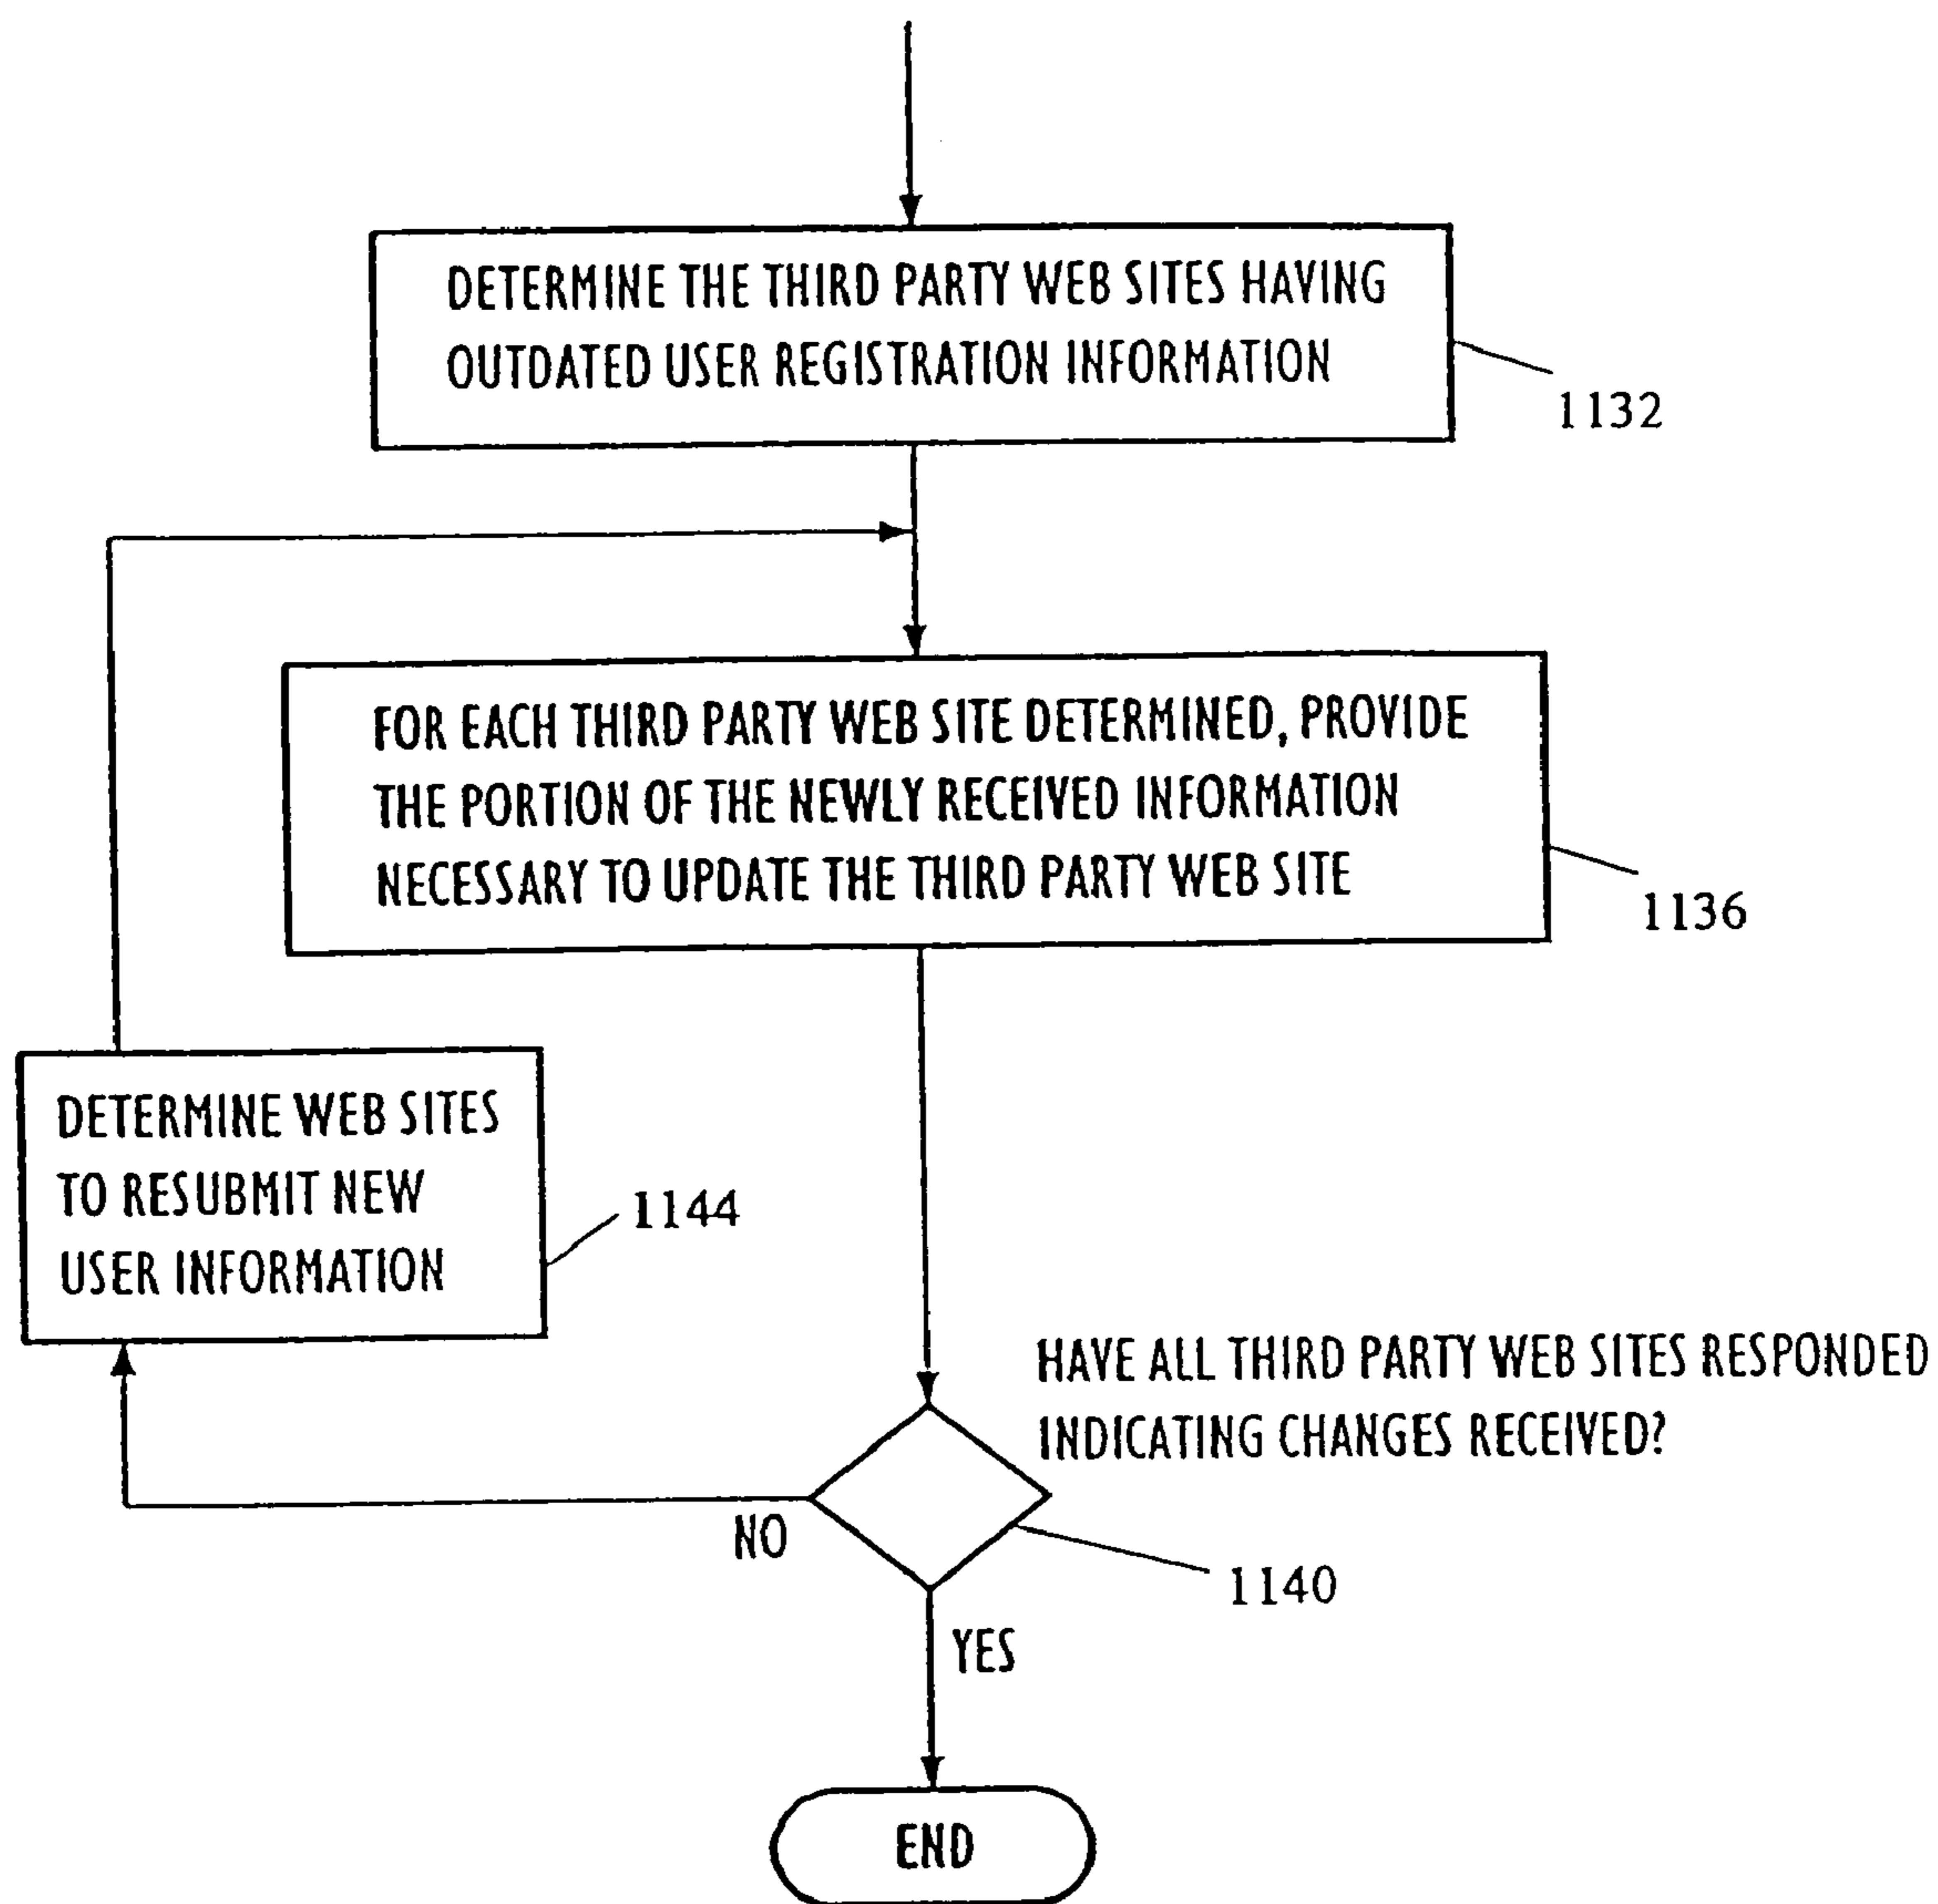 DETERMINE THE THIRD PARTY WEB SITES HAVING
OUTDATED USER REGISTRATION INFORMATION
1132
FOR EACH THIRD PARTY WEB SITE DETERMINED, PROVIDE
THE PORTION OF THE NEWLY RECEIVED INFORMATION
NECESSARY TO UPDATE THE THIRD PARTY WEB SITE
1136
DETERMINE WEB SITES
TO RESUBMIT NEW
USER INFORMATION
1144
HAVE ALL THIRD PARTY WEB SITES RESPONDED
INDICATING CHANGES RECEIVED?
NO
1140
YES
END